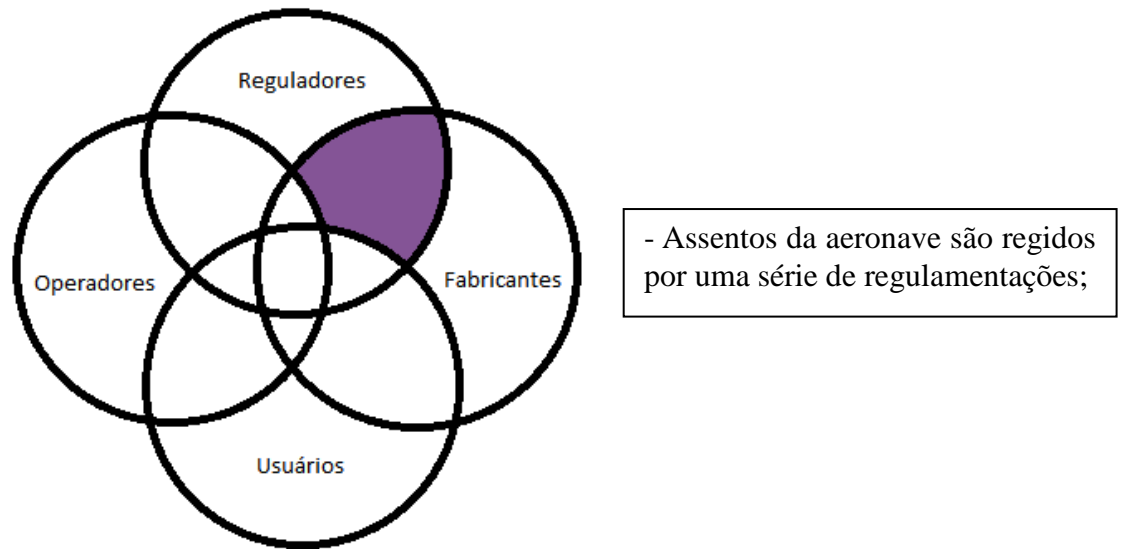 Reguladores
Operadores
Fabricantes
Usuários
- Assentos da aeronave são regidos
por uma série de regulamentações;